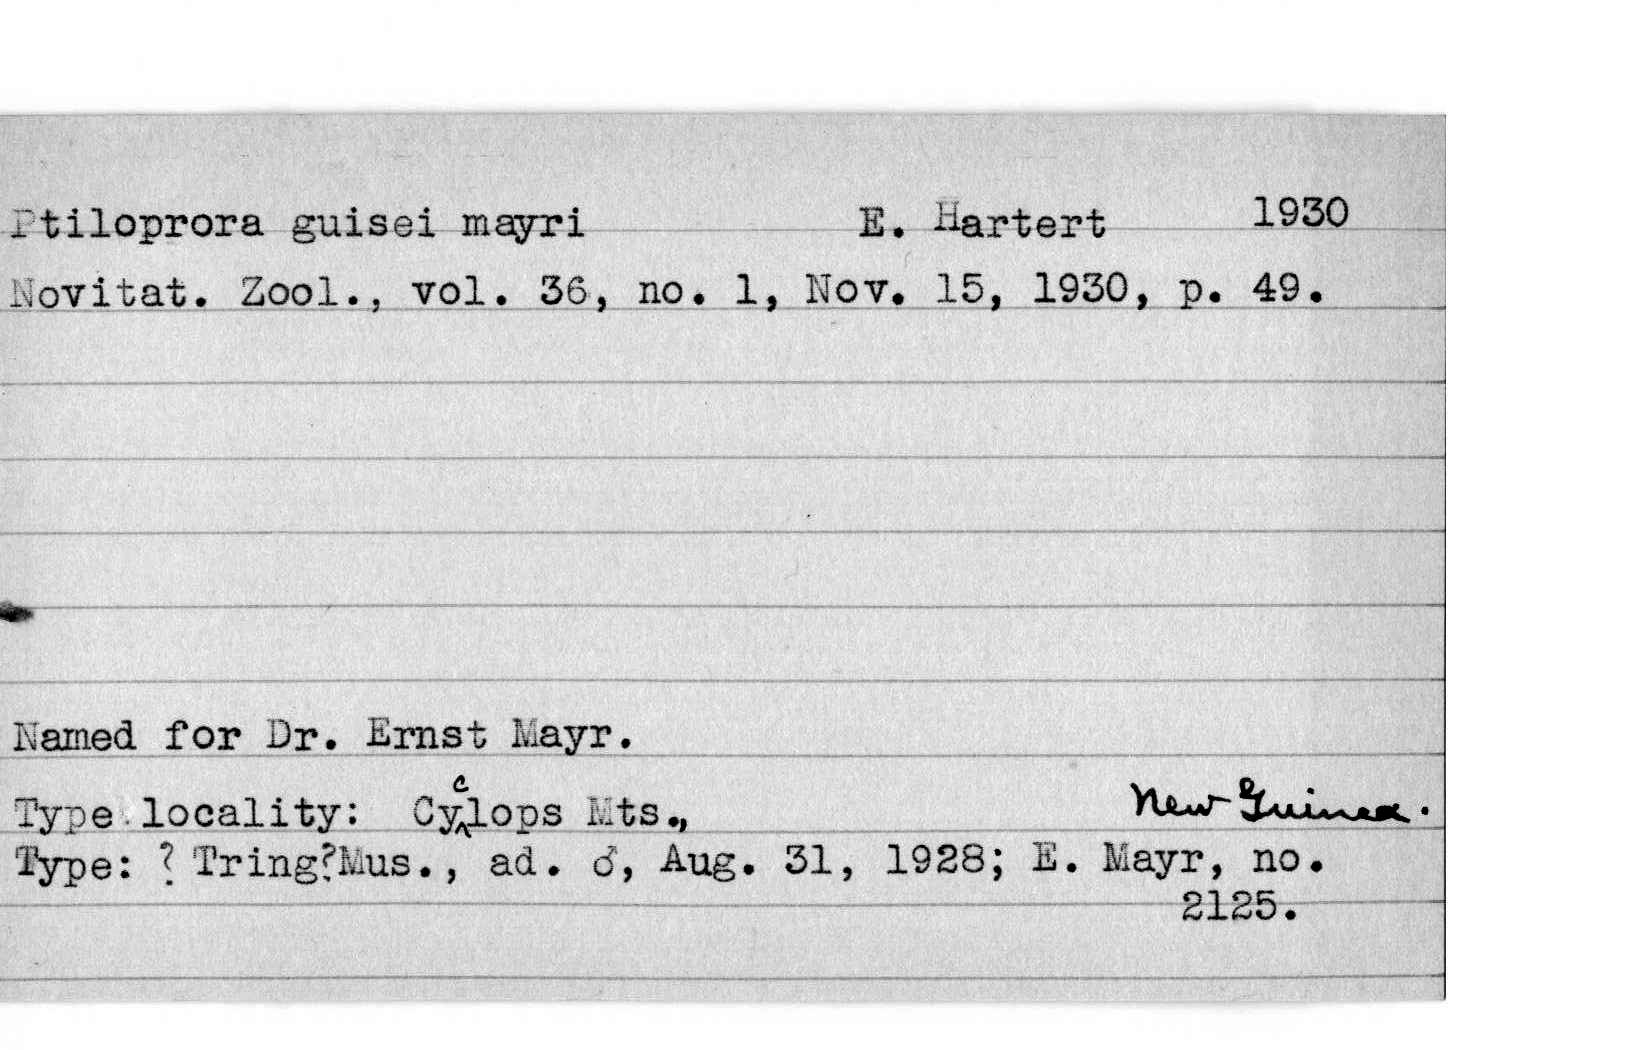 Ptiloprora guisei mayri E. Hartert 1930
Novitat. Zool., vol. 36, no. 1, Nov. 15, 1930, p. 49.
Named for Dr. Ernst Mayr.
Type locality: Cyclops Mts., New Guinea.
Type: ? Tring?Mus., ad. ♂, Aug. 31, 1928; E. Mayr, no.
2125.